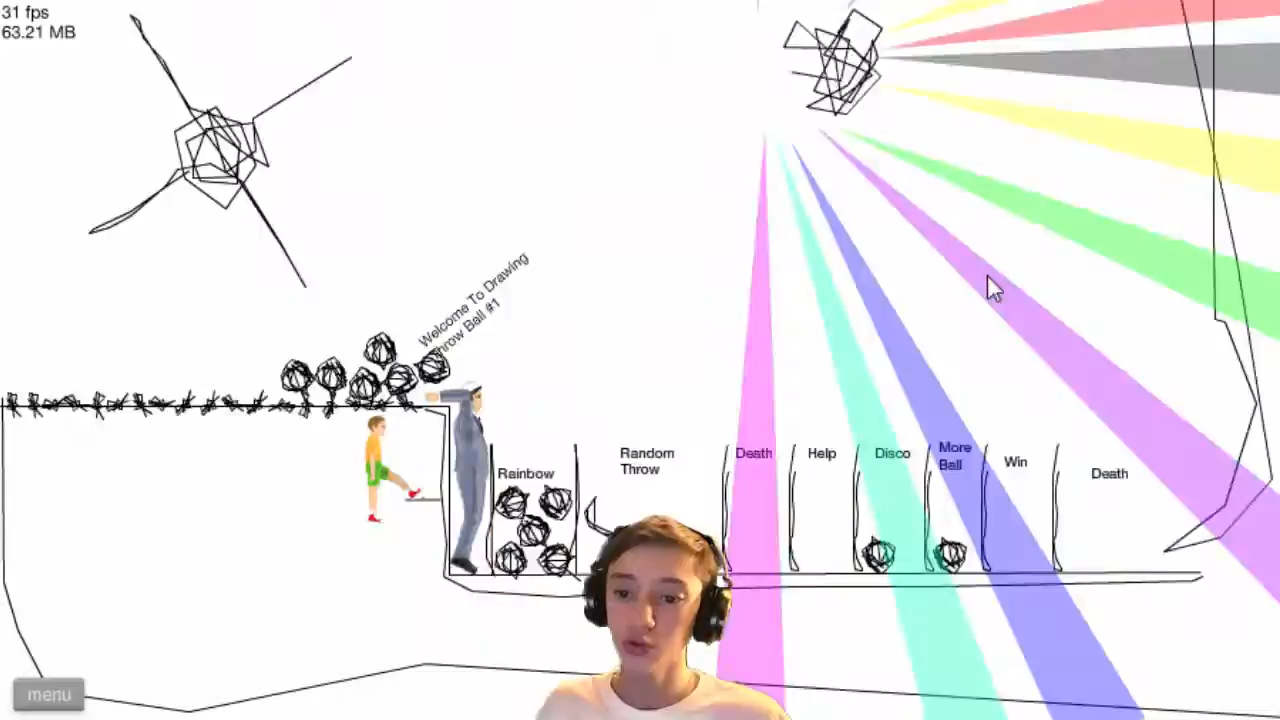 31 fps
63.21 MB
Welcome To Drawing
Throw Ball #1
Rainbow
Random
Throw
Death
Help
Disco
More
Ball
Win
Death
menu